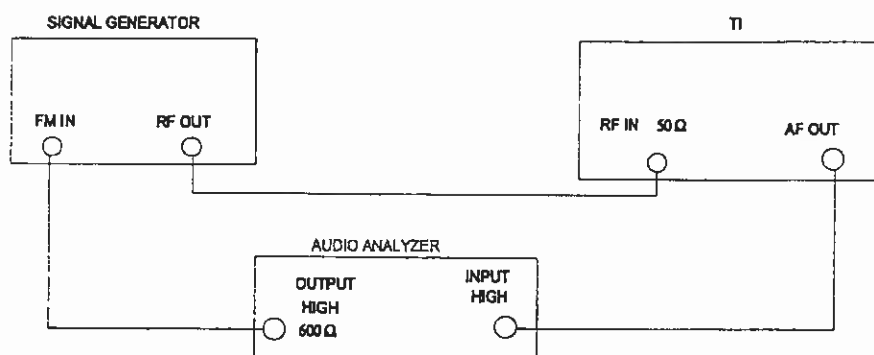 SIGNAL GENERATOR
TI
FM IN
RF OUT
RF IN 50Ω
AF OUT
AUDIO ANALYZER
OUTPUT
HIGH
600Ω
INPUT
HIGH